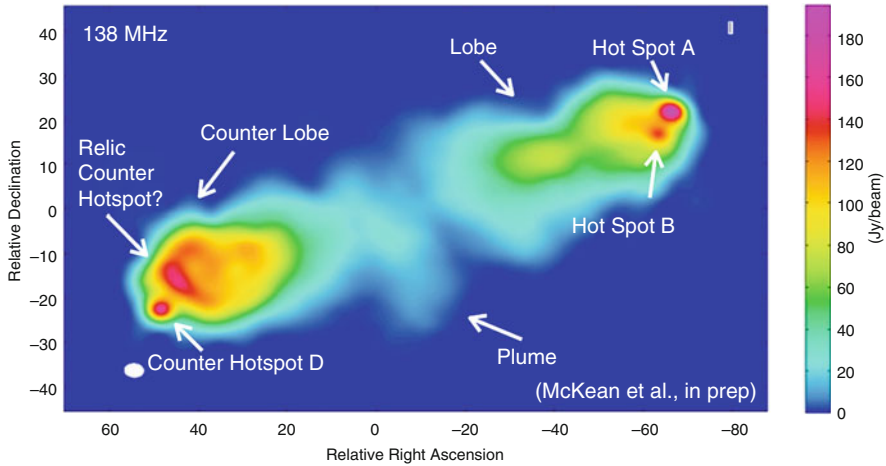 138 MHz
Lobe
Hot Spot A
Relic
Counter
Hotspot?
Counter Lobe
Hot Spot B
Counter Hotspot D
Plume
(McKean et al., in prep)
Relative Declination
40
30
20
10
0
−10
−20
−30
−40
60
40
20
0
−20
−40
−60
−80
Relative Right Ascension
180
160
140
120
100
80
60
40
20
0
(Jy/beam)